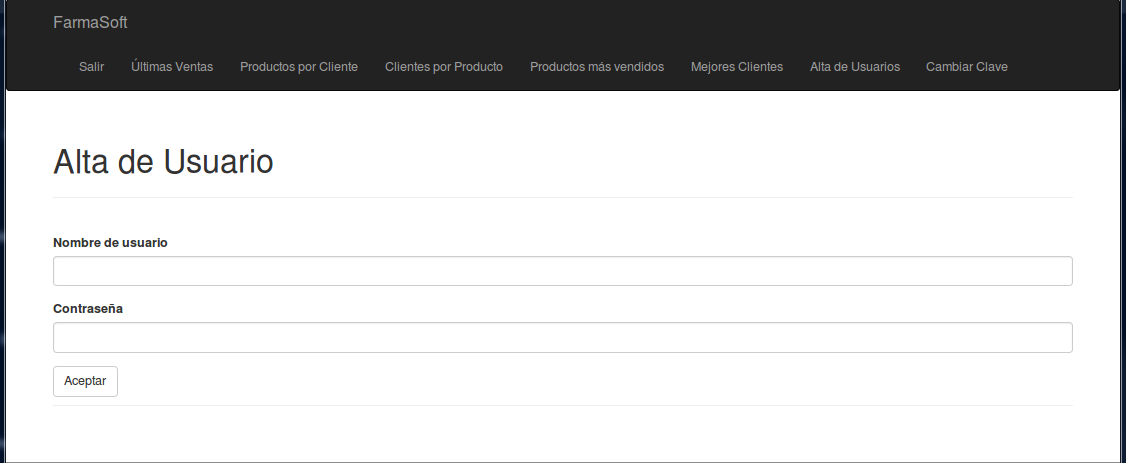 FarmaSoft
Salir Últimas Ventas Productos por Cliente Clientes por Producto Productos más vendidos Mejores Clientes Alta de Usuarios Cambiar Clave
Alta de Usuario
Nombre de usuario
Contraseña
Aceptar